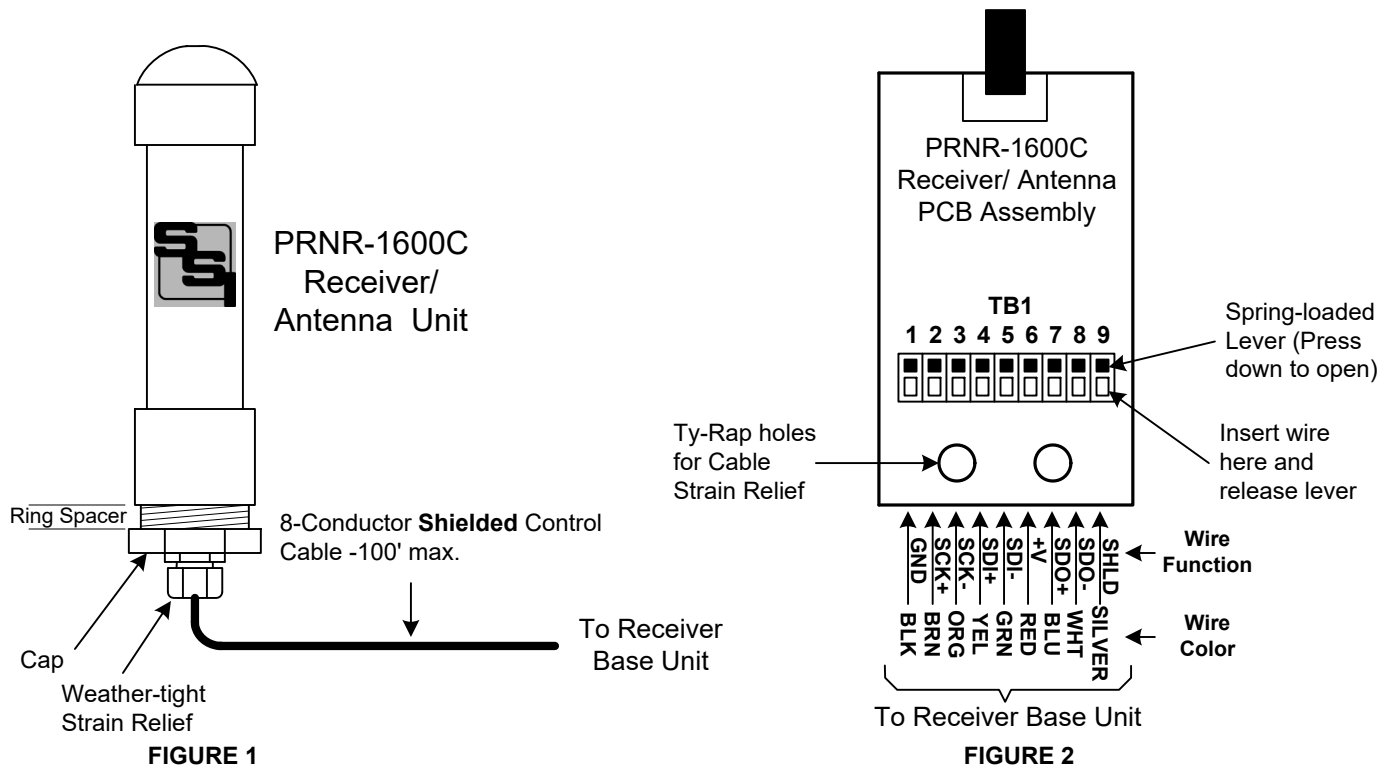 SSI
PRNR-1600C
Receiver/
Antenna Unit
Ring Spacer
8-Conductor Shielded Control
Cable -100' max.
To Receiver
Base Unit
Cap
Weather-tight
Strain Relief
FIGURE 1
PRNR-1600C
Receiver/ Antenna
PCB Assembly
TB1
1 2 3 4 5 6 7 8 9
Spring-loaded
Lever (Press
down to open)
Ty-Rap holes
for Cable
Strain Relief
Insert wire
here and
release lever
GND SCK+ SCK- SDI+ SDI- +V SDO+ SDO- SHLD
Wire
Function
BLK BRN ORG YEL GRN RED BLU WHT SILVER
Wire
Color
To Receiver Base Unit
FIGURE 2